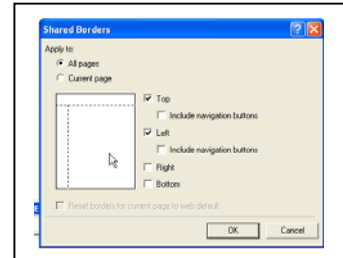 Shared Borders
Apply to:
All pages
Current page
Top
Include navigation buttons
Left
Include navigation buttons
Right
Bottom
Reset borders for current page to web default
OK
Cancel